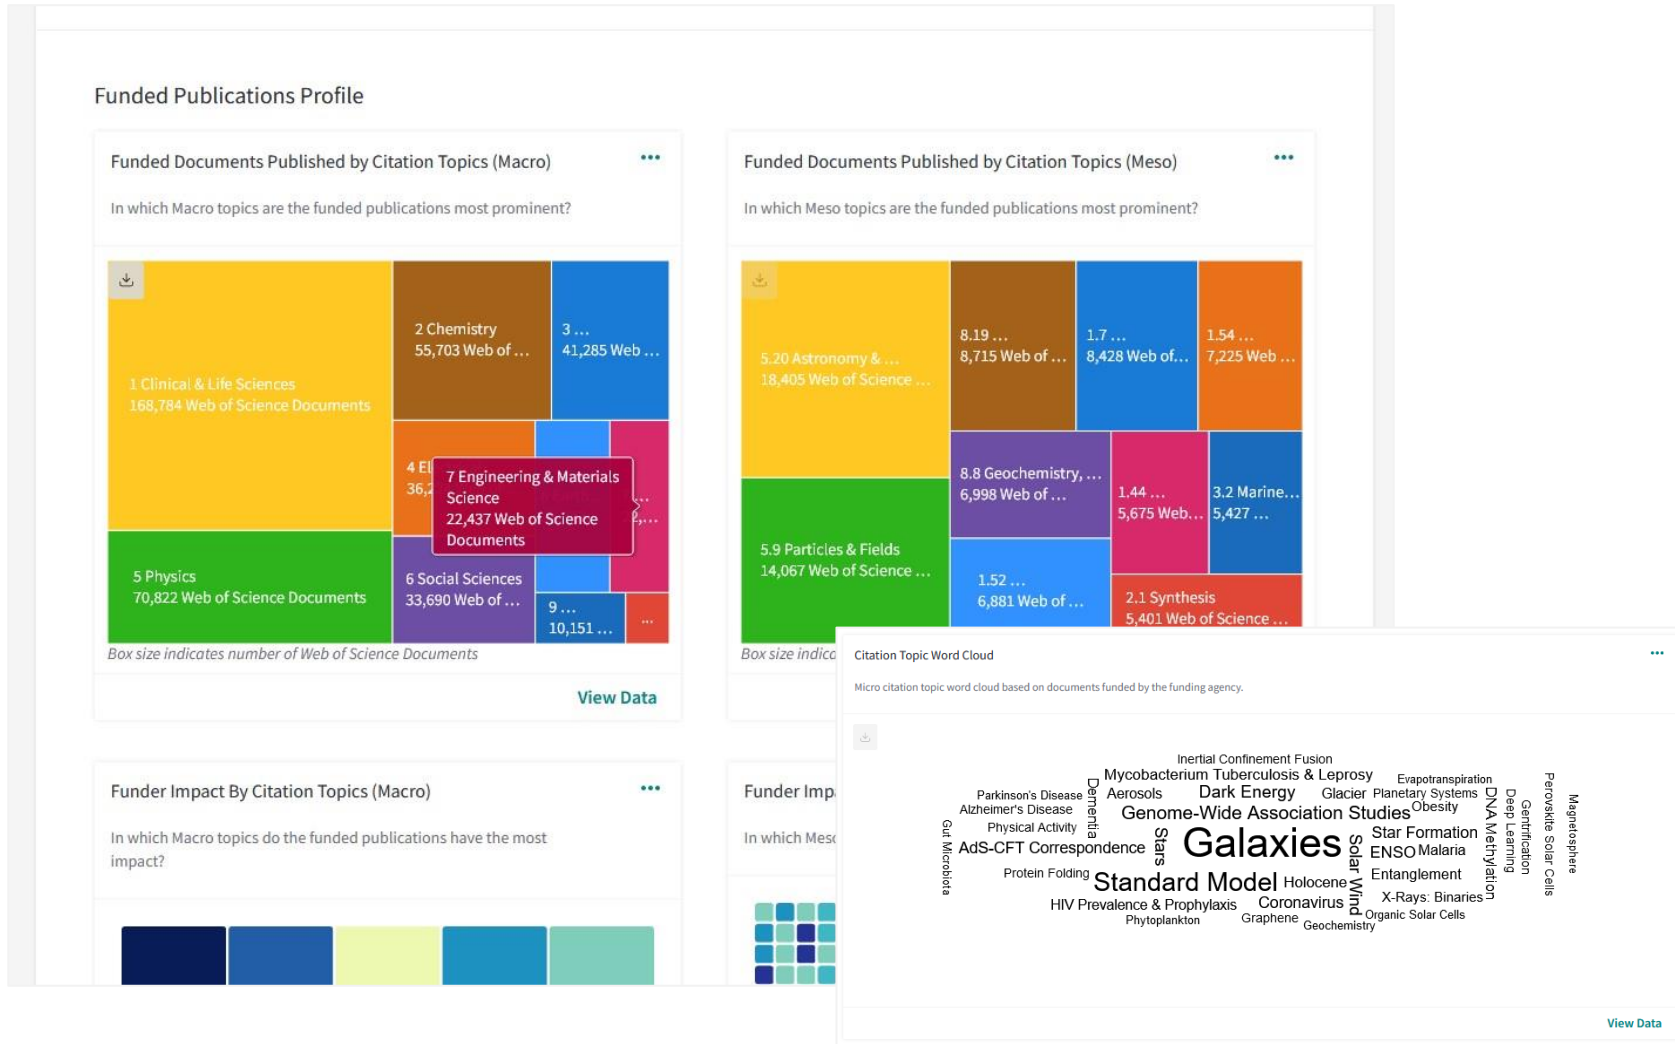 Funded Publications Profile
Funded Documents Published by Citation Topics (Macro)
In which Macro topics are the funded publications most prominent?
1 Clinical & Life Sciences
168,784 Web of Science Documents
2 Chemistry
55,703 Web of ...
3 ...
41,285 Web ...
4 El
36,2
7 Engineering & Materials
Science
22,437 Web of Science
Documents
...
2,...
5 Physics
70,822 Web of Science Documents
6 Social Sciences
33,690 Web of ...
9 ...
10,151 ...
...
Box size indicates number of Web of Science Documents
View Data
Funded Documents Published by Citation Topics (Meso)
In which Meso topics are the funded publications most prominent?
5.20 Astronomy & ...
18,405 Web of Science ...
8.19 ...
8,715 Web of ...
1.7 ...
8,428 Web of...
1.54 ...
7,225 Web ...
5.9 Particles & Fields
14,067 Web of Science ...
8.8 Geochemistry, ...
6,998 Web of ...
1.44 ...
5,675 Web...
3.2 Marine...
5,427 ...
1.52 ...
6,881 Web of ...
2.1 Synthesis
5,401 Web of Science ...
Box size indica
Funder Impact By Citation Topics (Macro)
In which Macro topics do the funded publications have the most
impact?
Funder Imp
In which Meso
Citation Topic Word Cloud
Micro citation topic word cloud based on documents funded by the funding agency.
Inertial Confinement Fusion
Mycobacterium Tuberculosis & Leprosy
Evapotranspiration
Parkinson's Disease
Dementia
Aerosols
Dark Energy
Glacier
Planetary Systems
DNA Methylation
Deep Learning
Gentrification
Perovskite Solar Cells
Magnetosphere
Alzheimer's Disease
Genome-Wide Association Studies
Obesity
Gut Microbiota
Physical Activity
Stars
Galaxies
Solar Wind
Star Formation
AdS-CFT Correspondence
ENSO
Malaria
Protein Folding
Standard Model
Holocene
Entanglement
HIV Prevalence & Prophylaxis
Coronavirus
X-Rays: Binaries
Phytoplankton
Graphene
Geochemistry
Organic Solar Cells
View Data